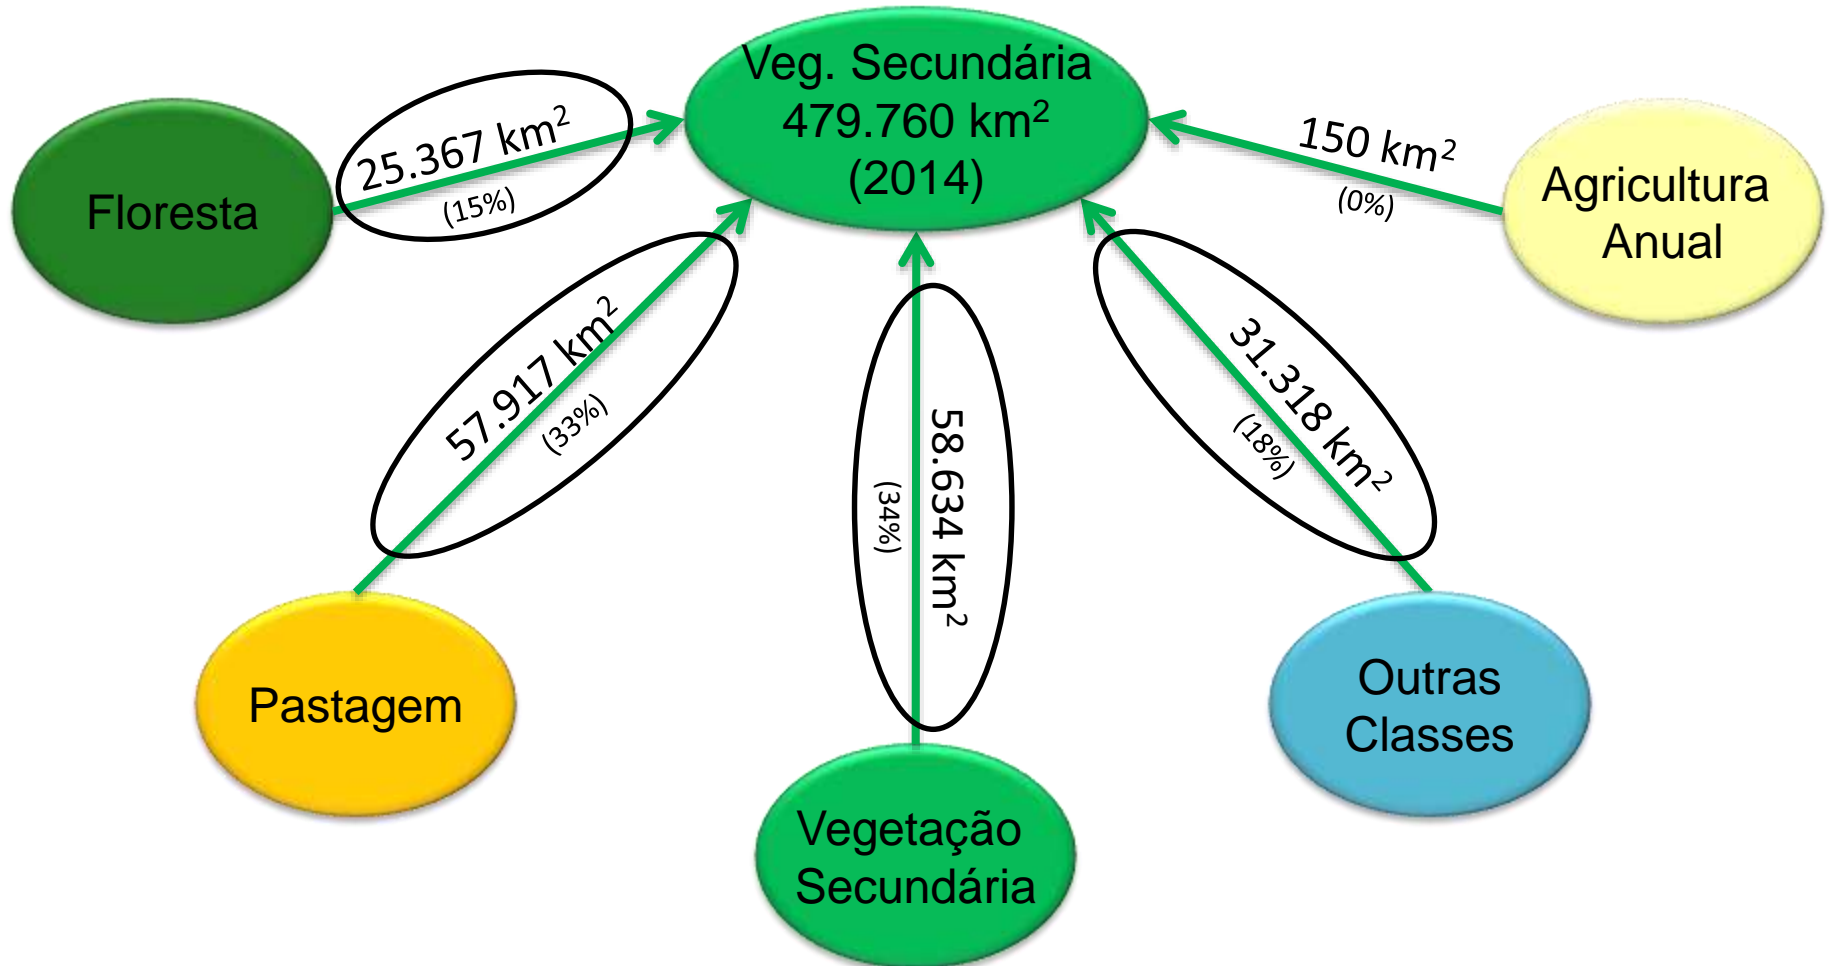 Veg. Secundária
479.760 km²
(2014)
25.367 km²
(15%)
Floresta
150 km²
(0%)
Agricultura
Anual
57.917 km²
(33%)
58.634 km²
(34%)
31.318 km²
(18%)
Pastagem
Outras
Classes
Vegetação
Secundária